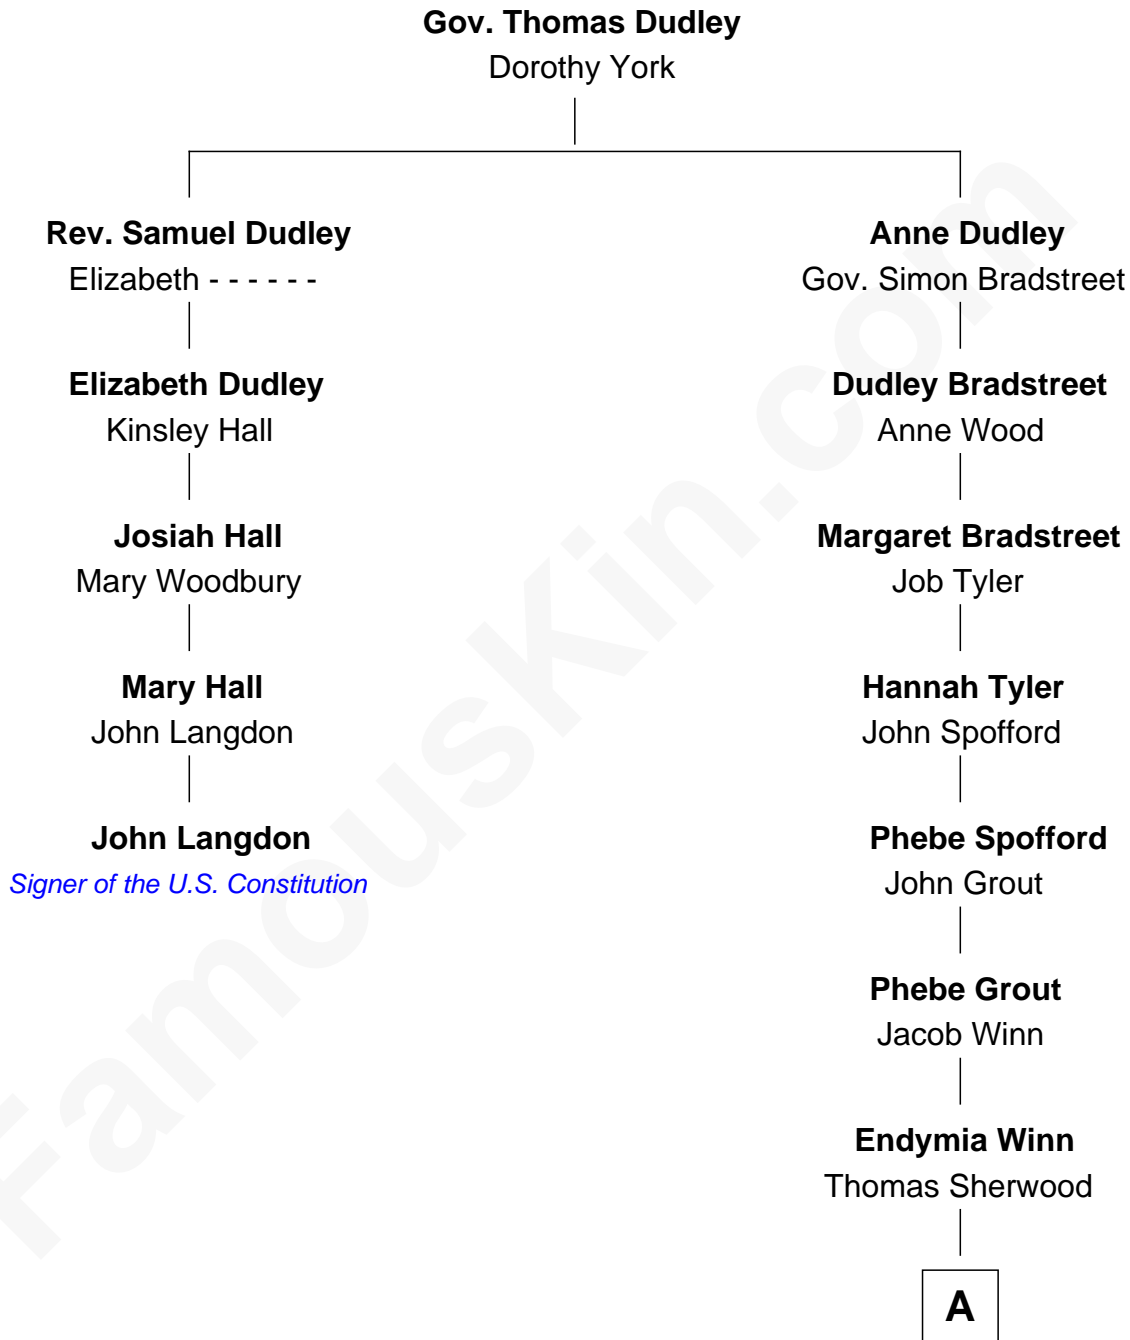 Gov. Thomas Dudley
Dorothy York
Rev. Samuel Dudley
Elizabeth - - - - - -
Elizabeth Dudley
Kinsley Hall
Josiah Hall
Mary Woodbury
Mary Hall
John Langdon
John Langdon
Signer of the U.S. Constitution
Anne Dudley
Gov. Simon Bradstreet
Dudley Bradstreet
Anne Wood
Margaret Bradstreet
Job Tyler
Hannah Tyler
John Spofford
Phebe Spofford
John Grout
Phebe Grout
Jacob Winn
Endymia Winn
Thomas Sherwood
A
FamousKin.com